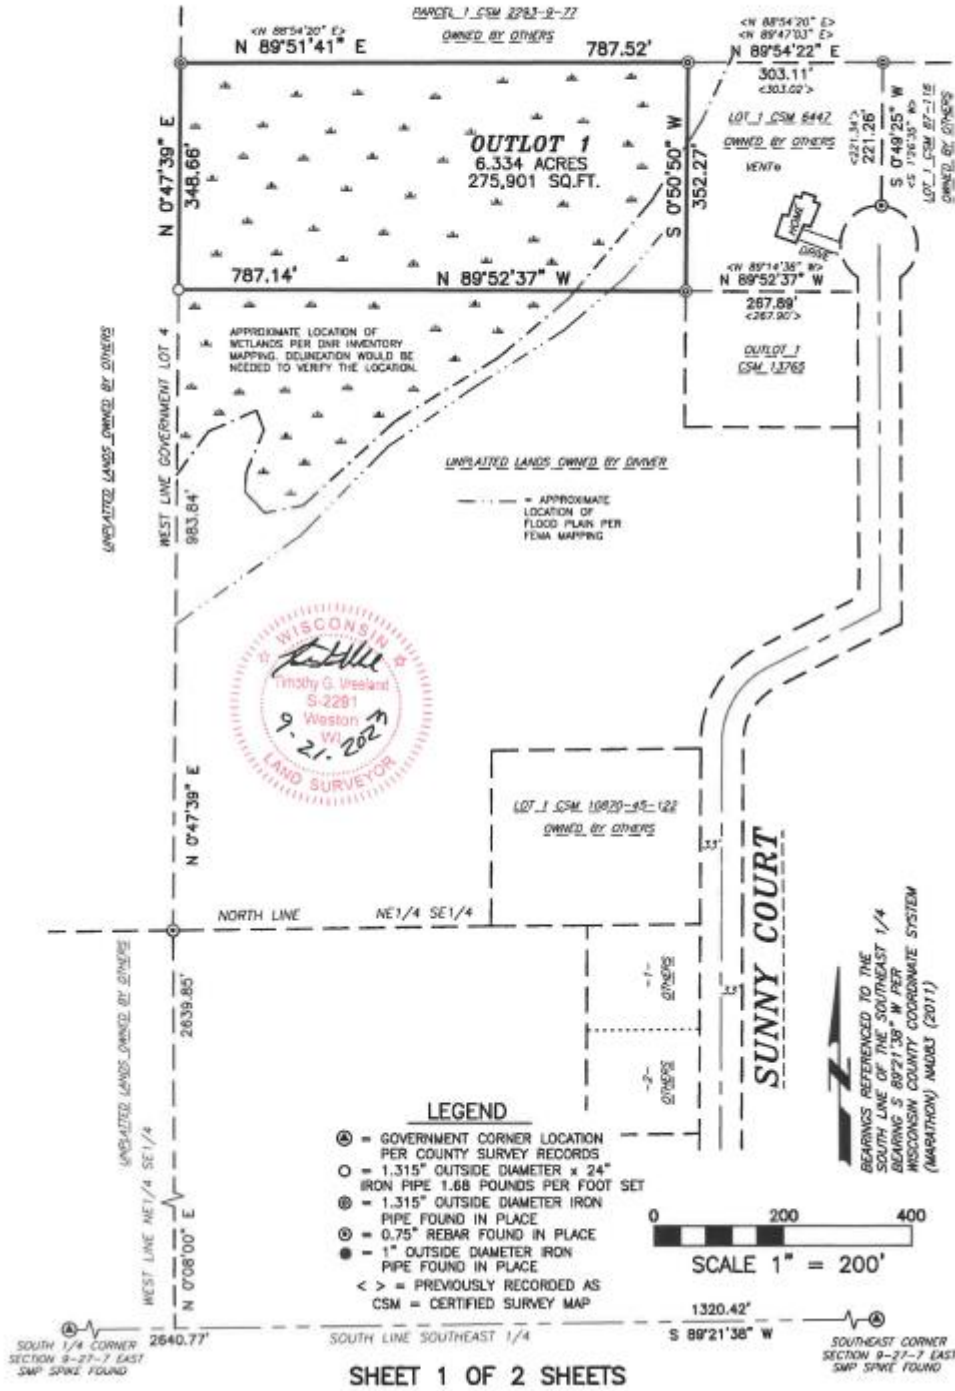 PARCEL 1 CSM 2293-9-77
OWNED BY OTHERS
<N 88°54'20" E>
N 89°51'41" E
787.52'
<N 88°54'20" E>
<N 89°47'03" E>
N 89°54'22" E
303.11'
<303.02'>
LOT 1 CSM 6447
OWNED BY OTHERS
VENT
<221.34'>
221.26'
S 0°49'25" W
<S 1°26'35" W>
OWNED BY OTHERS
N 0°47'39" E
348.66'
OUTLOT 1
6.334 ACRES
275,901 SQ.FT.
S 0°50'50" W
352.27'
HOME
DRIVE
787.14'
N 89°52'37" W
<N 89°14'38" W>
N 89°52'37" W
267.89'
<267.90'>
OUTLOT 1
CSM 13765
APPROXIMATE LOCATION OF
WETLANDS PER DNR INVENTORY
MAPPING. DELINEATION WOULD BE
NEEDED TO VERIFY THE LOCATION.
UNPLATTED LANDS OWNED BY OTHERS
WEST LINE GOVERNMENT LOT 4
983.84'
UNPLATTED LANDS OWNED BY DIVIVER
= APPROXIMATE
LOCATION OF
FLOOD PLAIN PER
FEMA MAPPING
WISCONSIN
Timothy G. Vreeland
S-2291
Weston
WI
9-21-2023
LAND SURVEYOR
N 0°47'39" E
LOT 1 CSM 10870-45-122
OWNED BY OTHERS
33'
SUNNY COURT
NORTH LINE
NE1/4 SE1/4
UNPLATTED LANDS OWNED BY OTHERS
2639.85'
-1-
OTHERS
33'
-2-
OTHERS
WEST LINE NE1/4 SE1/4
N 0°08'00" E
BEARINGS REFERENCED TO THE
SOUTH LINE OF THE SOUTHEAST 1/4
BEARING S 89°21'38" W PER
WISCONSIN COUNTY COORDINATE SYSTEM
(MARATHON) NAD83 (2011)
LEGEND
= GOVERNMENT CORNER LOCATION
PER COUNTY SURVEY RECORDS
= 1.315" OUTSIDE DIAMETER x 24"
IRON PIPE 1.68 POUNDS PER FOOT SET
= 1.315" OUTSIDE DIAMETER IRON
PIPE FOUND IN PLACE
= 0.75" REBAR FOUND IN PLACE
= 1" OUTSIDE DIAMETER IRON
PIPE FOUND IN PLACE
< > = PREVIOUSLY RECORDED AS
CSM = CERTIFIED SURVEY MAP
0 200 400
SCALE 1" = 200'
SOUTH 1/4 CORNER
SECTION 9-27-7 EAST
SMP SPIKE FOUND
2640.77'
SOUTH LINE SOUTHEAST 1/4
1320.42'
S 89°21'38" W
SOUTHEAST CORNER
SECTION 9-27-7 EAST
SMP SPIKE FOUND
SHEET 1 OF 2 SHEETS